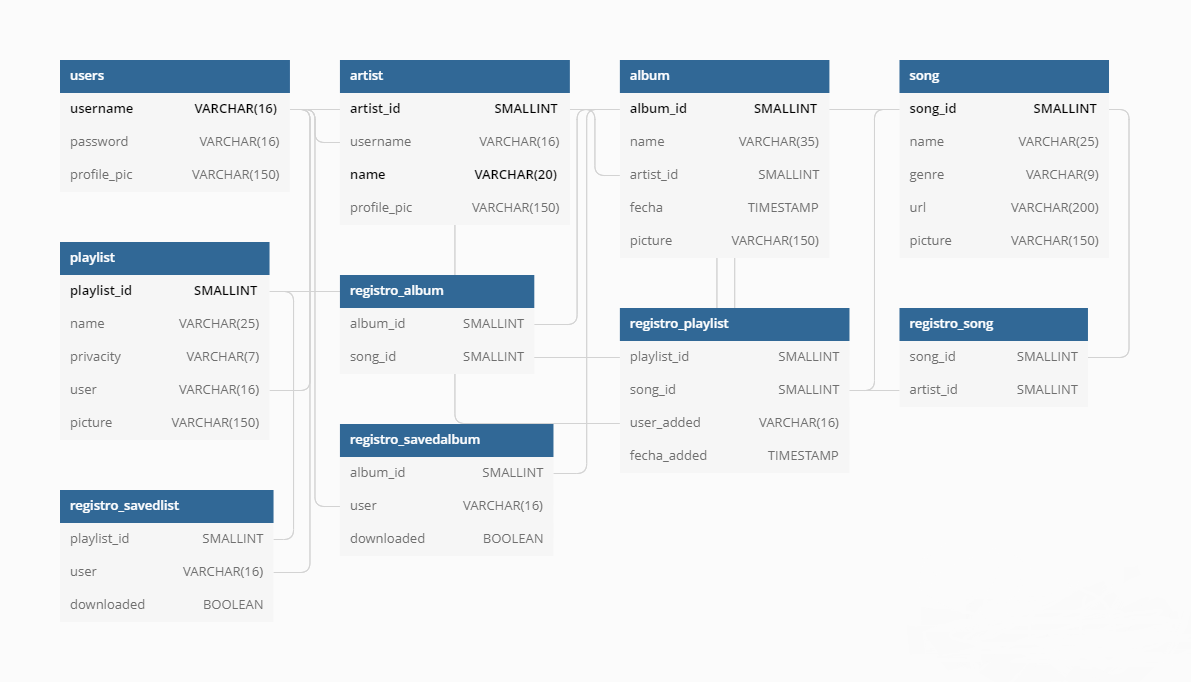 users
username VARCHAR(16)
password VARCHAR(16)
profile_pic VARCHAR(150)
artist
artist_id SMALLINT
username VARCHAR(16)
name VARCHAR(20)
profile_pic VARCHAR(150)
album
album_id SMALLINT
name VARCHAR(35)
artist_id SMALLINT
fecha TIMESTAMP
picture VARCHAR(150)
song
song_id SMALLINT
name VARCHAR(25)
genre VARCHAR(9)
url VARCHAR(200)
picture VARCHAR(150)
playlist
playlist_id SMALLINT
name VARCHAR(25)
privacity VARCHAR(7)
user VARCHAR(16)
picture VARCHAR(150)
registro_album
album_id SMALLINT
song_id SMALLINT
registro_playlist
playlist_id SMALLINT
song_id SMALLINT
user_added VARCHAR(16)
fecha_added TIMESTAMP
registro_song
song_id SMALLINT
artist_id SMALLINT
registro_savedalbum
album_id SMALLINT
user VARCHAR(16)
downloaded BOOLEAN
registro_savedlist
playlist_id SMALLINT
user VARCHAR(16)
downloaded BOOLEAN